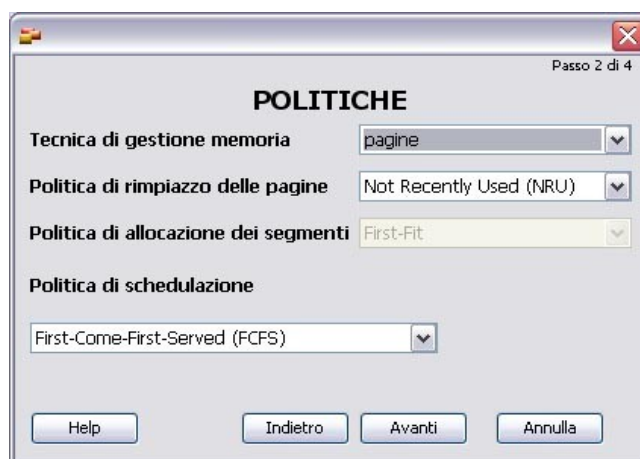 Passo 2 di 4
POLITICHE
Tecnica di gestione memoria pagine
Politica di rimpiazzo delle pagine Not Recently Used (NRU)
Politica di allocazione dei segmenti First-Fit
Politica di schedulazione
First-Come-First-Served (FCFS)
Help Indietro Avanti Annulla